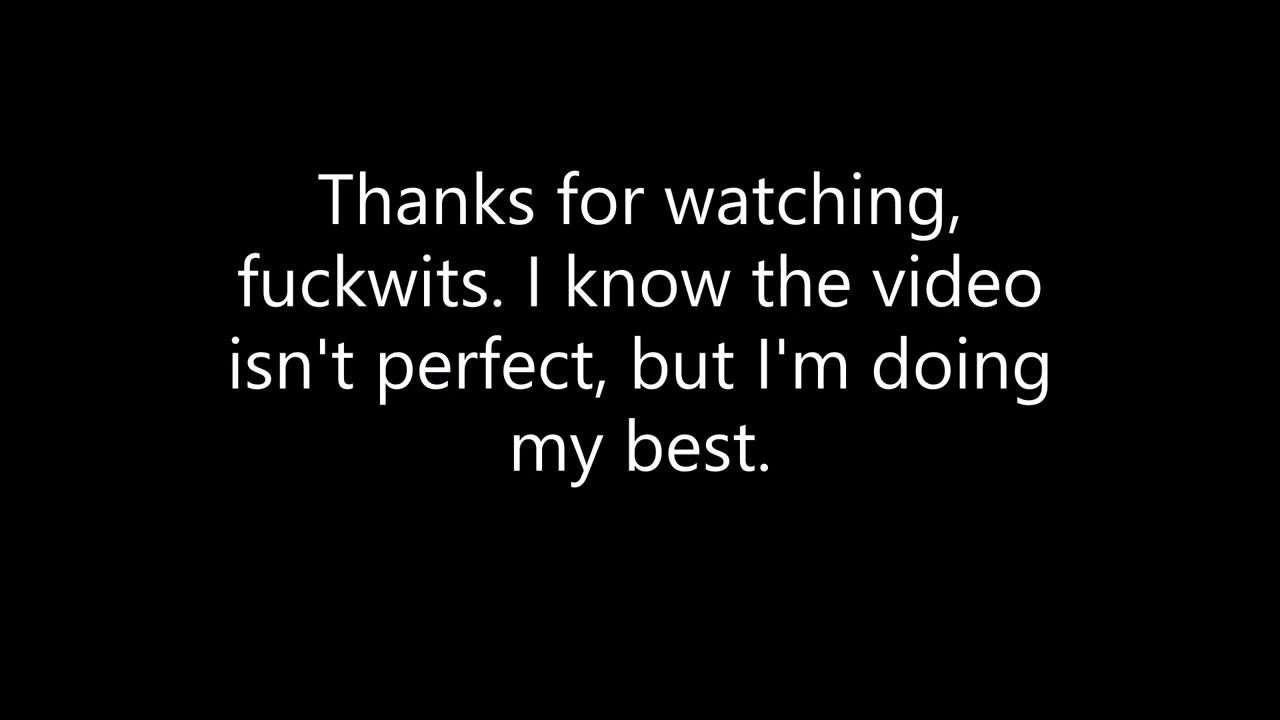 Thanks for watching,
fuckwits. I know the video
isn't perfect, but I'm doing
my best.